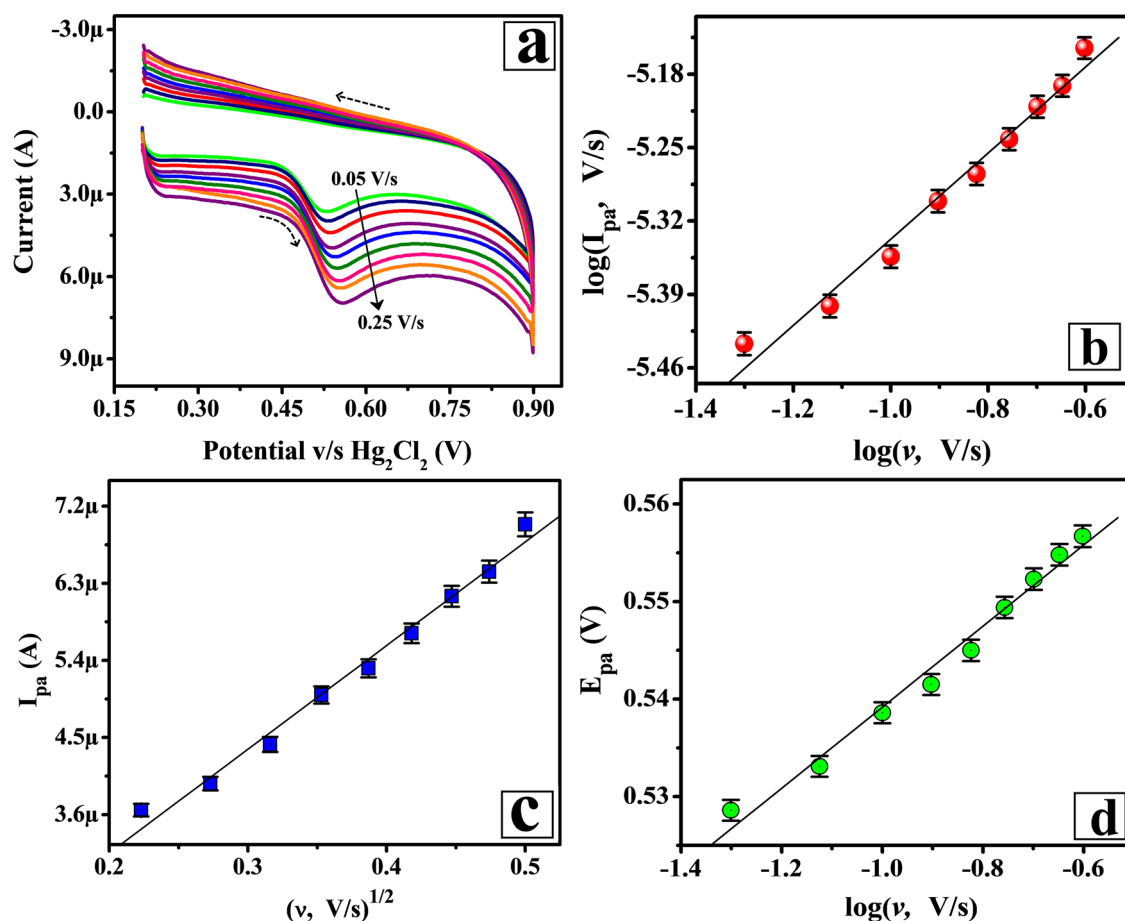 a
-3.0μ
0.0
3.0μ
6.0μ
9.0μ
Current (A)
0.05 V/s
0.25 V/s
0.15 0.30 0.45 0.60 0.75 0.90
Potential v/s Hg₂Cl₂ (V)
b
-5.18
-5.25
-5.32
-5.39
-5.46
log(I_pa, V/s)
-1.4 -1.2 -1.0 -0.8 -0.6
log(ν, V/s)
c
7.2μ
6.3μ
5.4μ
4.5μ
3.6μ
I_pa (A)
0.2 0.3 0.4 0.5
(ν, V/s)^1/2
d
0.56
0.55
0.54
0.53
E_pa (V)
-1.4 -1.2 -1.0 -0.8 -0.6
log(ν, V/s)